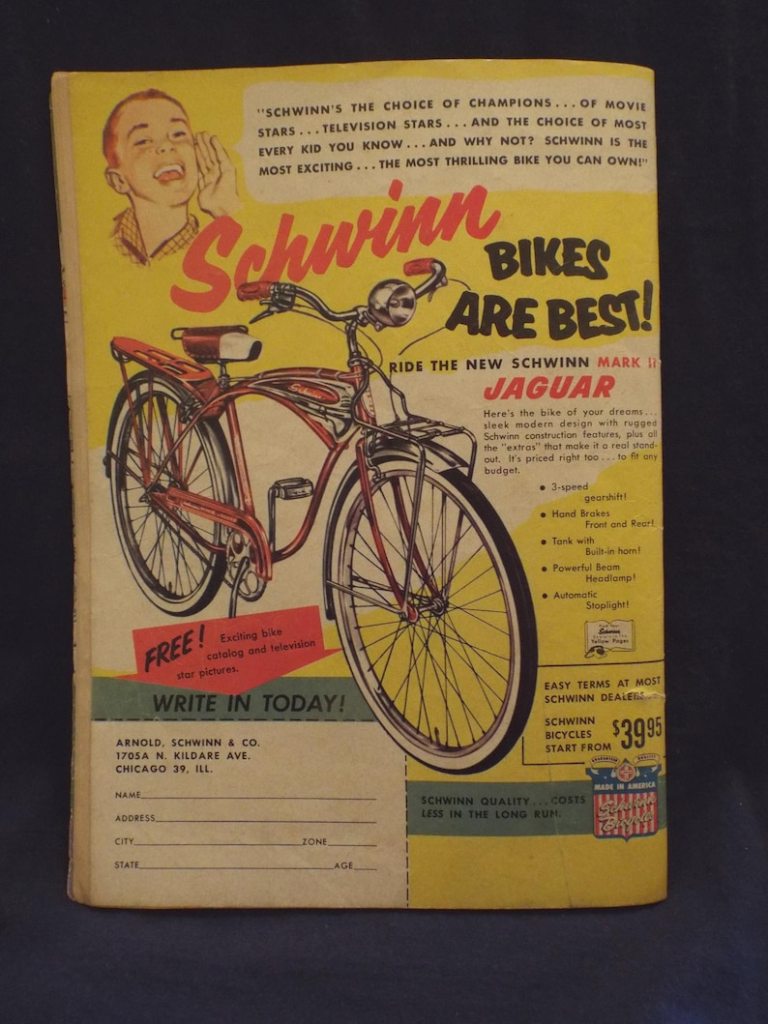 "SCHWINN'S THE CHOICE OF CHAMPIONS...OF MOVIE
STARS...TELEVISION STARS...AND THE CHOICE OF MOST
EVERY KID YOU KNOW...AND WHY NOT? SCHWINN IS THE
MOST EXCITING...THE MOST THRILLING BIKE YOU CAN OWN!"
Schwinn
BIKES
ARE BEST!
RIDE THE NEW SCHWINN MARK II
JAGUAR
Here's the bike of your dreams...
sleek modern design with rugged
Schwinn construction features, plus all
the "extras" that make it a real stand-
out. It's priced right too...to fit any
budget.
• 3-speed
gearshift!
• Hand Brakes
Front and Rear!
• Tank with
Built-in horn!
• Powerful Beam
Headlamp!
• Automatic
Stoplight!
Schwinn
Schwinn
Yellow Pages
FREE! Exciting bike
catalog and television
star pictures.
WRITE IN TODAY!
ARNOLD, SCHWINN & CO.
1705A N. KILDARE AVE.
CHICAGO 39, ILL.
NAME
ADDRESS
CITY ZONE
STATE AGE
EASY TERMS AT MOST
SCHWINN DEALERS
SCHWINN
BICYCLES
START FROM $39.95
SCHWINN QUALITY...COSTS
LESS IN THE LONG RUN.
MADE IN AMERICA
Schwinn
Bicycles